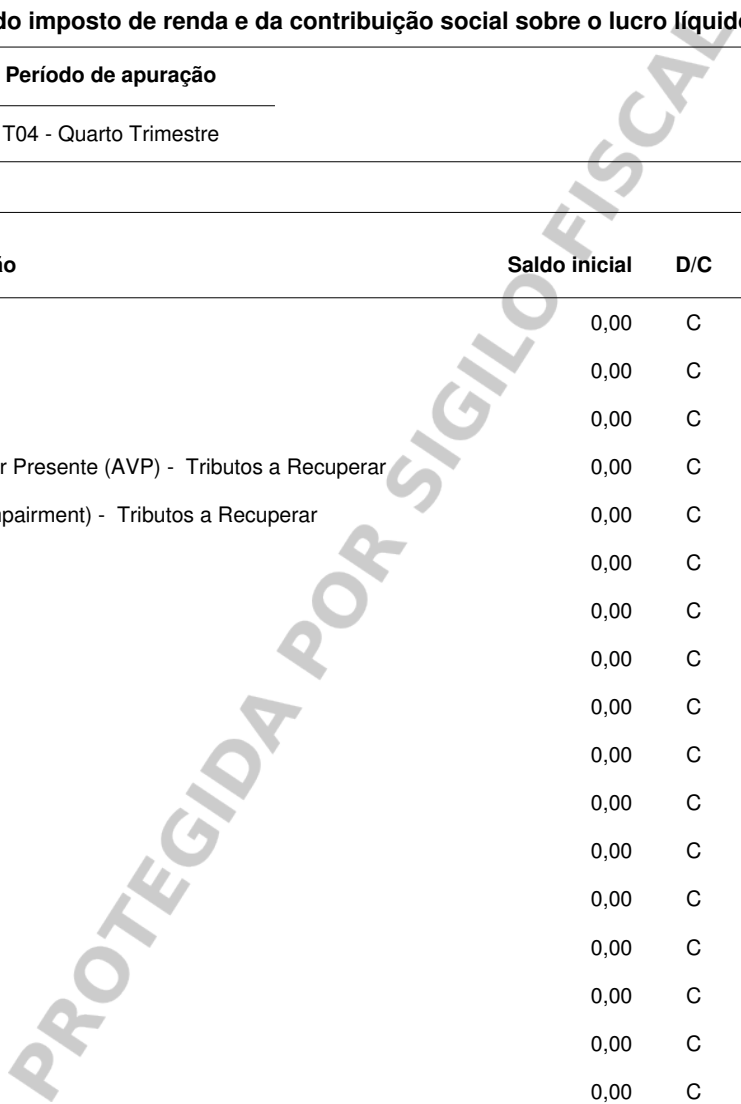 do imposto de renda e da contribuição social sobre o lucro líquido
Período de apuração
T04 - Quarto Trimestre
ão Saldo inicial D/C
0,00 C
0,00 C
0,00 C
r Presente (AVP) - Tributos a Recuperar 0,00 C
pairment) - Tributos a Recuperar 0,00 C
0,00 C
0,00 C
0,00 C
0,00 C
0,00 C
0,00 C
0,00 C
0,00 C
0,00 C
0,00 C
0,00 C
0,00 C
PROTEGIDA POR SIGILO FISCAL